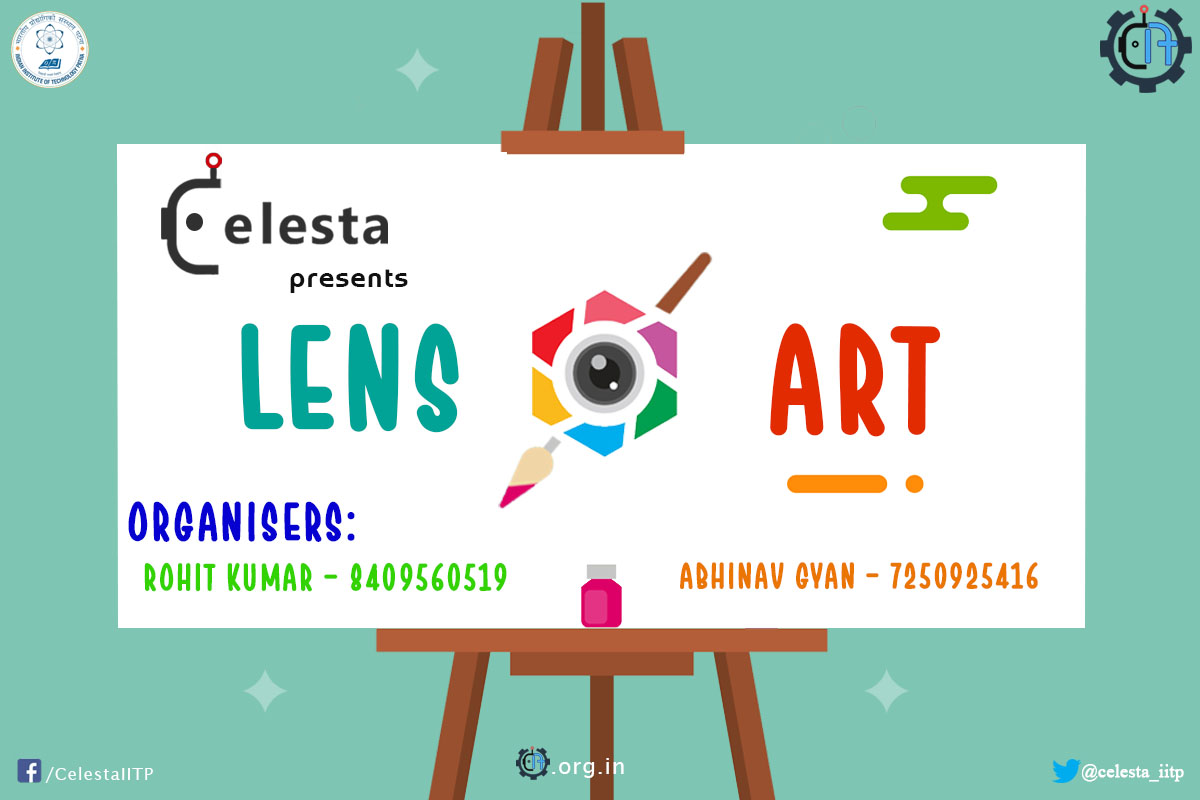 भारतीय प्रौद्योगिकी संस्थान पटना
INDIAN INSTITUTE OF TECHNOLOGY PATNA
Celesta
presents
LENS ART
ORGANISERS:
ROHIT KUMAR - 8409560519
ABHINAV GYAN - 7250925416
/CelestaIITP
.org.in
@celesta_iitp